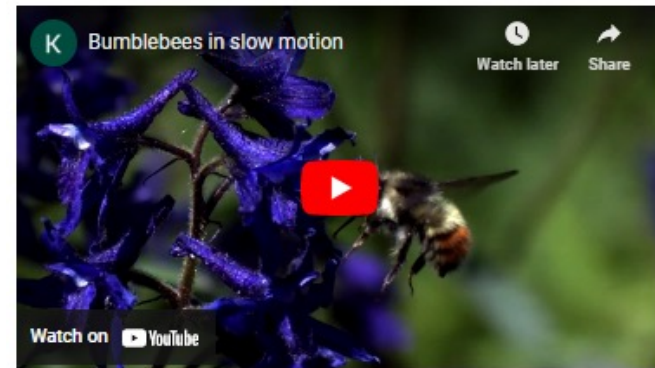 K
Bumblebees in slow motion
Watch later
Share
Watch on YouTube